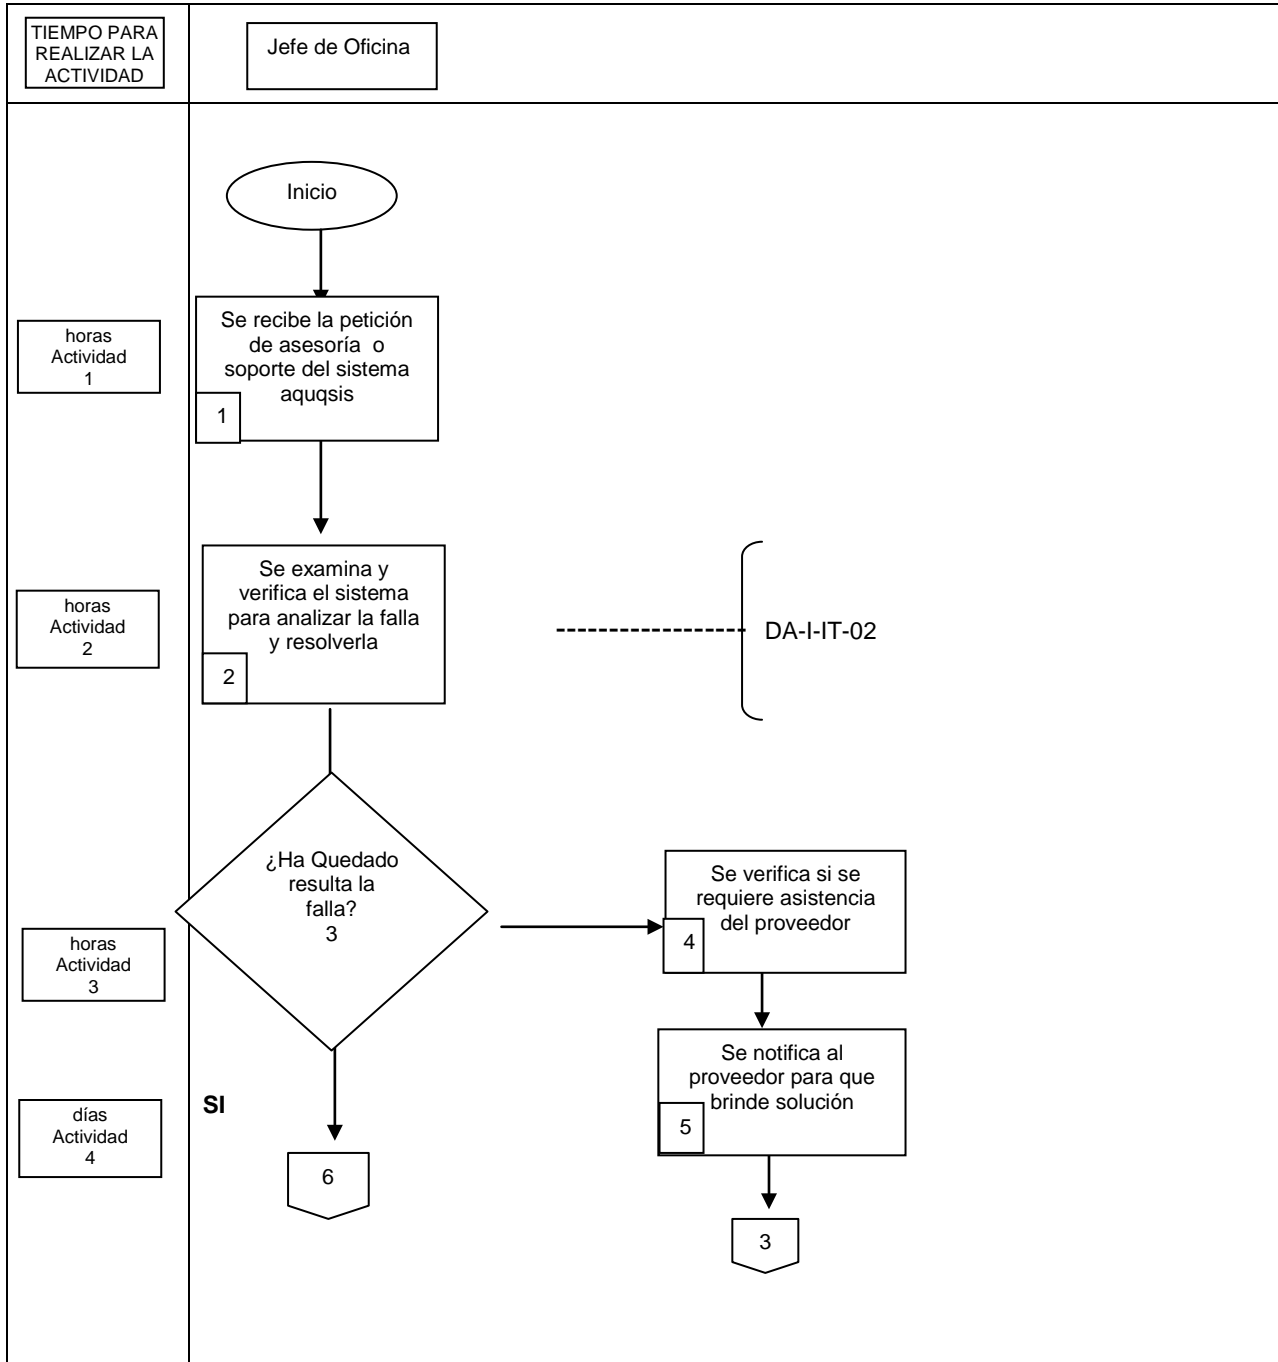 TIEMPO PARA
REALIZAR LA
ACTIVIDAD
Jefe de Oficina
Inicio
horas
Actividad
1
Se recibe la petición
de asesoría o
soporte del sistema
aquqsis
1
horas
Actividad
2
Se examina y
verifica el sistema
para analizar la falla
y resolverla
2
DA-I-IT-02
¿Ha Quedado
resulta la
falla?
3
horas
Actividad
3
Se verifica si se
requiere asistencia
del proveedor
4
Se notifica al
proveedor para que
brinde solución
5
días
Actividad
4
SI
6
3